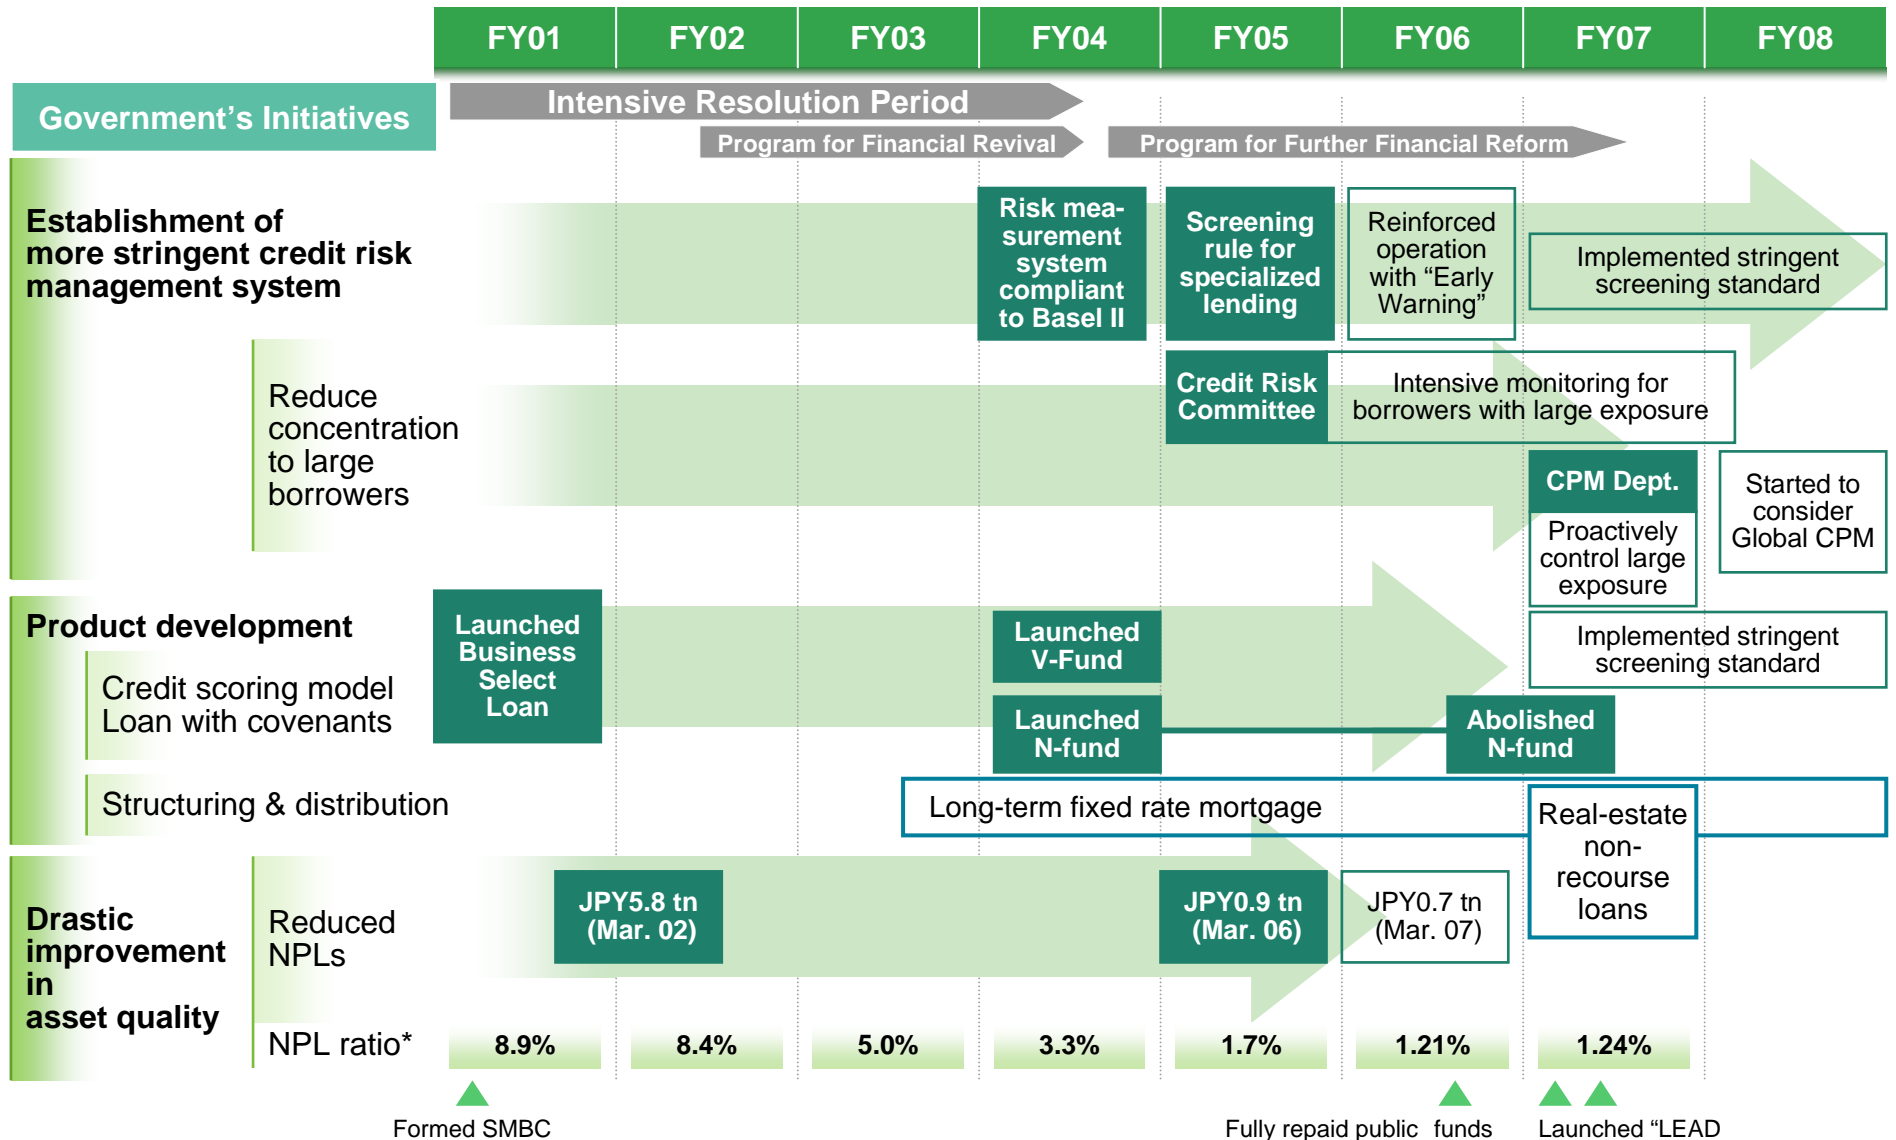 FY01 FY02 FY03 FY04 FY05 FY06 FY07 FY08
Government’s Initiatives
Intensive Resolution Period
Program for Financial Revival
Program for Further Financial Reform
Establishment of
more stringent credit risk
management system
Risk mea-
surement
system
compliant
to Basel II
Screening
rule for
specialized
lending
Reinforced
operation
with “Early
Warning”
Implemented stringent
screening standard
Reduce
concentration
to large
borrowers
Credit Risk
Committee
Intensive monitoring for
borrowers with large exposure
CPM Dept.
Proactively
control large
exposure
Started to
consider
Global CPM
Product development
Credit scoring model
Loan with covenants
Launched
Business
Select
Loan
Launched
V-Fund
Launched
N-fund
Abolished
N-fund
Implemented stringent
screening standard
Structuring & distribution
Long-term fixed rate mortgage
Real-estate
non-
recourse
loans
Drastic
improvement
in
asset quality
Reduced
NPLs
JPY5.8 tn
(Mar. 02)
JPY0.9 tn
(Mar. 06)
JPY0.7 tn
(Mar. 07)
NPL ratio*
8.9% 8.4% 5.0% 3.3% 1.7% 1.21% 1.24%
Formed SMBC
Fully repaid public funds
Launched “LEAD